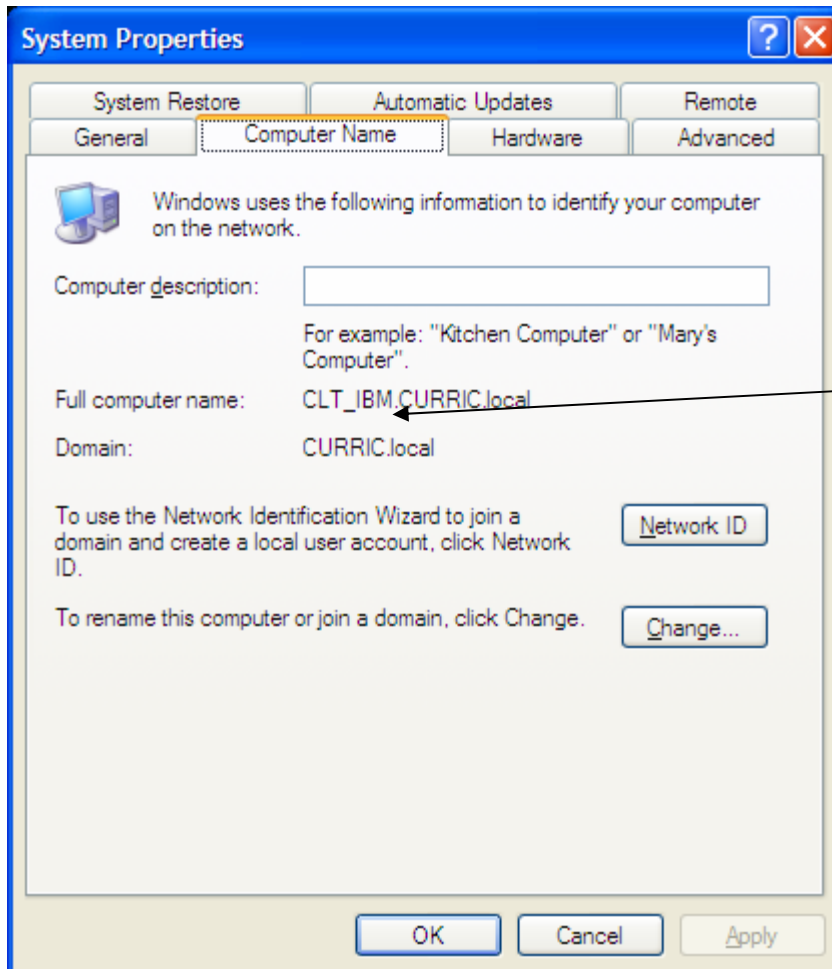 System Properties
System Restore Automatic Updates Remote
General Computer Name Hardware Advanced
Windows uses the following information to identify your computer
on the network.
Computer description:
For example: "Kitchen Computer" or "Mary's
Computer".
Full computer name: CLT_IBM.CURRIC.local
Domain: CURRIC.local
To use the Network Identification Wizard to join a
domain and create a local user account, click Network
ID.
Network ID
To rename this computer or join a domain, click Change.
Change...
OK Cancel Apply